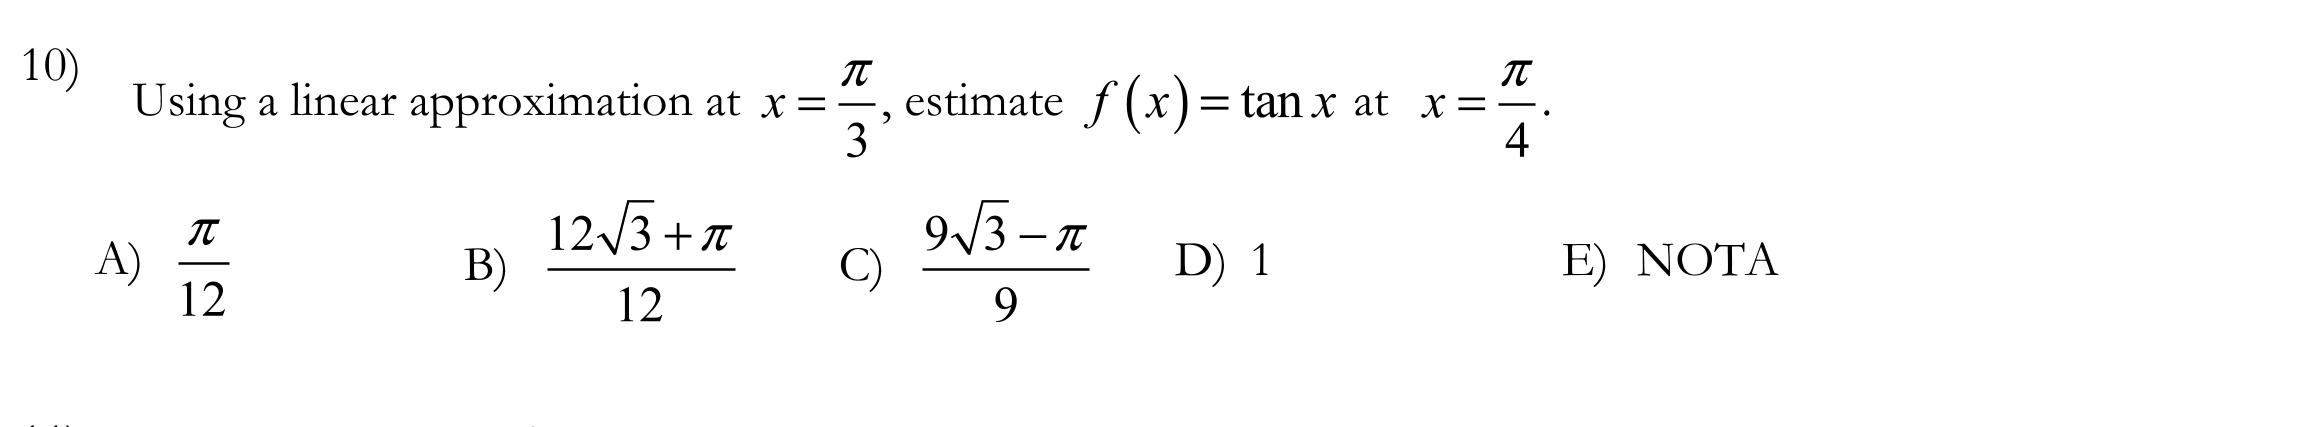 10) Using a linear approximation at x = π/3, estimate f(x) = tan x at x = π/4.
A) π/12 B) (12√3 + π)/12 C) (9√3 − π)/9 D) 1 E) NOTA